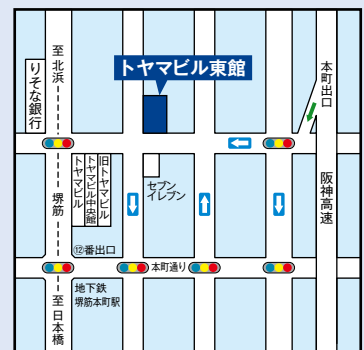 至北浜
りそな銀行
トヤマビル東館
本町出口
阪神高速
堺筋
トヤマビル
トヤマビル中央館
旧トヤマビル
セブン
イレブン
⑫番出口
本町通り
地下鉄
堺筋本町駅
至日本橋